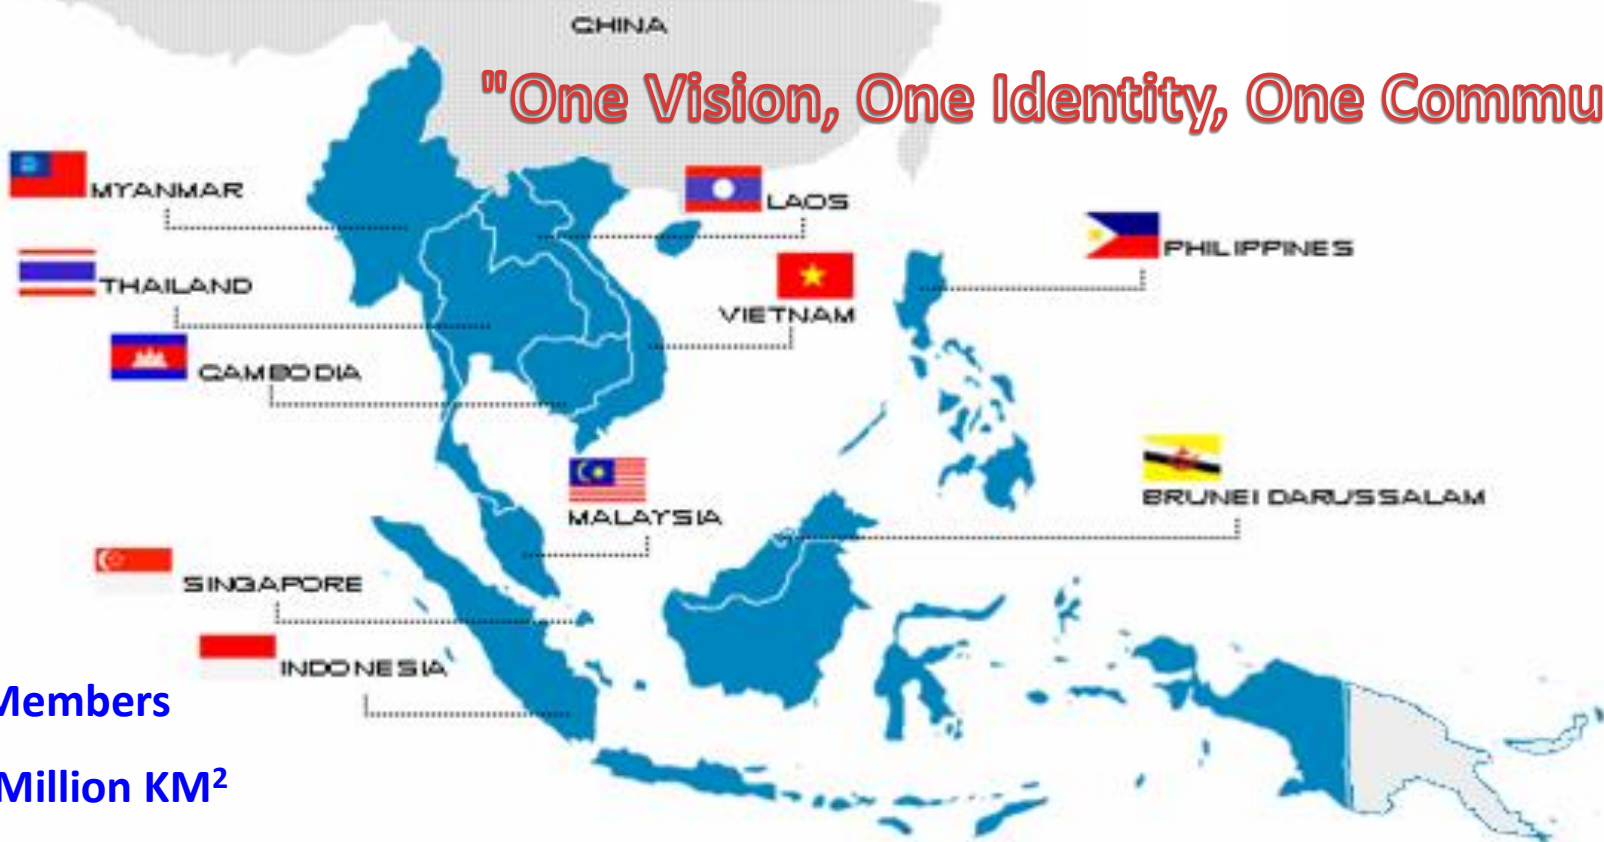 CHINA
"One Vision, One Identity, One Commu
MYANMAR
LAOS
PHILIPPINES
THAILAND
VIETNAM
CAMBODIA
BRUNEI DARUSSALAM
MALAYSIA
SINGAPORE
INDONESIA
Members
Million KM²